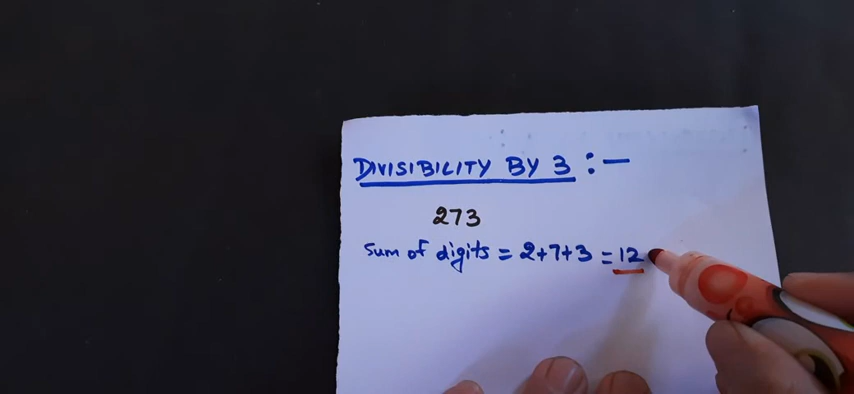 DIVISIBILITY BY 3 : -
273
Sum of digits = 2+7+3 = 12